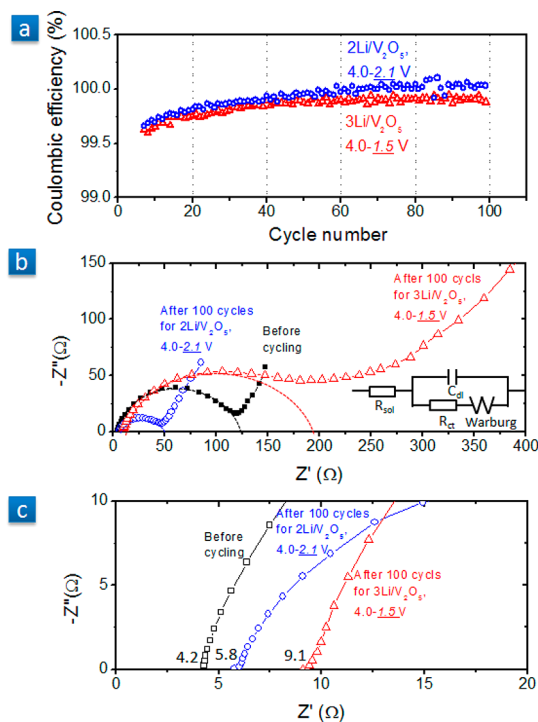 a
100.5
100.0
99.5
99.0
Coulombic efficiency (%)
2Li/V2O5,
4.0-2.1 V
3Li/V2O5
4.0-1.5 V
0 20 40 60 80 100
Cycle number
b
150
100
50
0
-Z"(Ω)
After 100 cycles
for 2Li/V2O5,
4.0-2.1 V
Before
cycling
After 100 cycls
for 3Li/V2O5,
4.0-1.5 V
Cdl
Rsol
Rct Warburg
0 50 100 150 200 250 300 350 400
Z' (Ω)
c
10
5
0
-Z"(Ω)
Before
cycling
After 100 cycles
for 2Li/V2O5,
4.0-2.1 V
After 100 cycls
for 3Li/V2O5,
4.0-1.5 V
4.2 5.8 9.1
0 5 10 15 20
Z' (Ω)